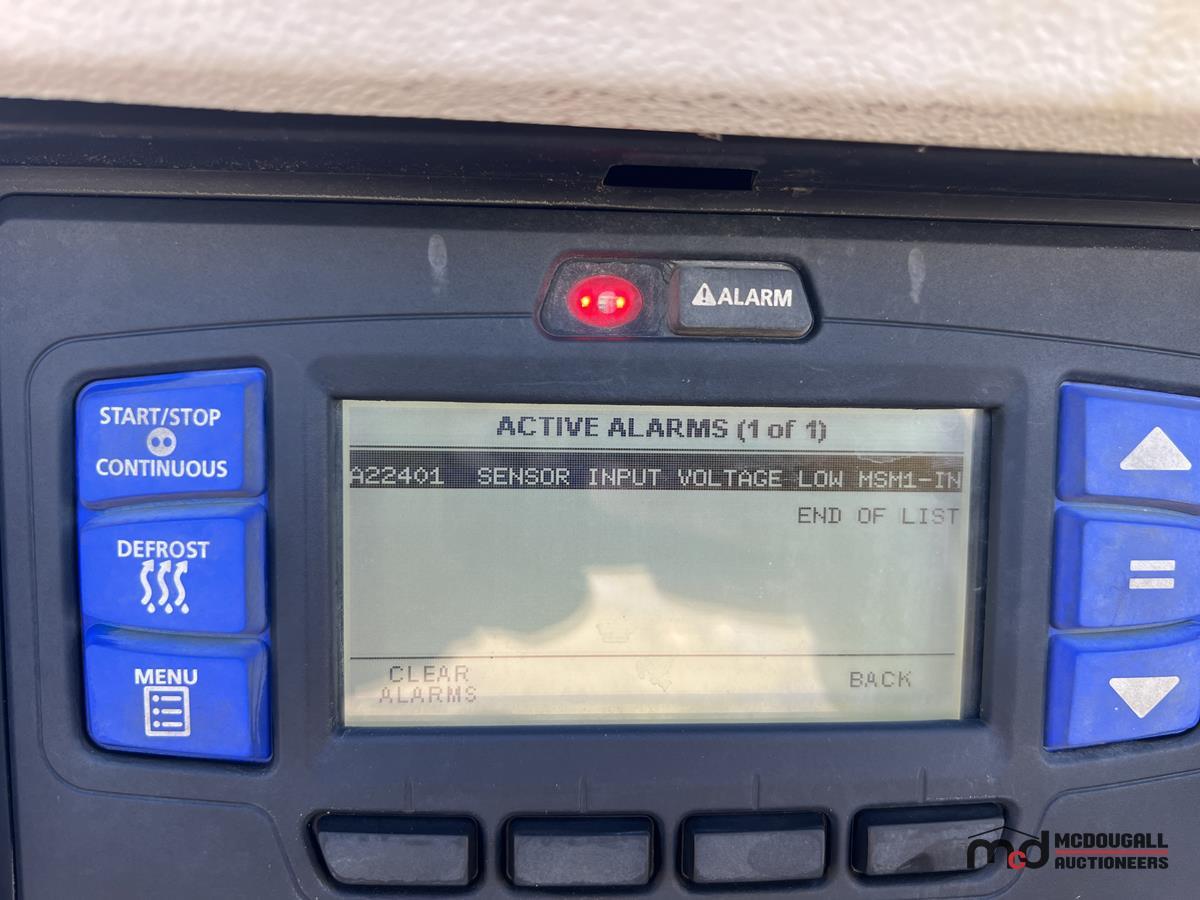 ALARM
START/STOP
CONTINUOUS
DEFROST
MENU
ACTIVE ALARMS (1 of 1)
A22401 SENSOR INPUT VOLTAGE LOW MSM1-IN
END OF LIST
CLEAR
ALARMS
BACK
=
mcd MCDOUGALL
AUCTIONEERS